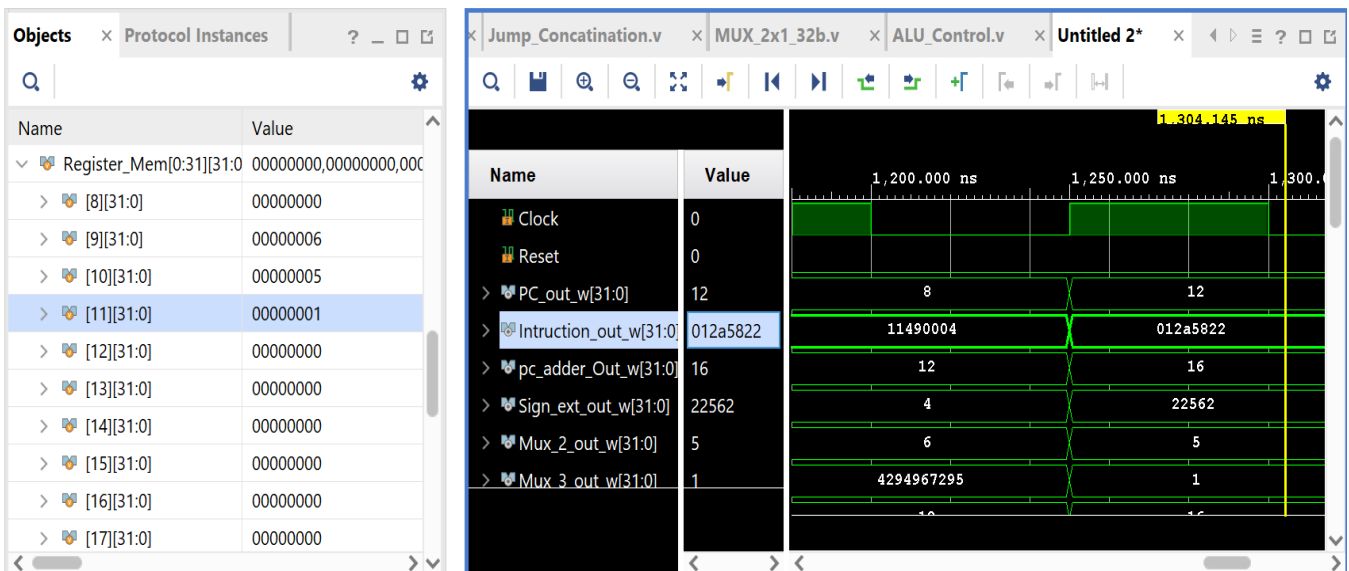 Objects × Protocol Instances ? _
Name Value
Register_Mem[0:31][31:0 00000000,00000000,000
[8][31:0] 00000000
[9][31:0] 00000006
[10][31:0] 00000005
[11][31:0] 00000001
[12][31:0] 00000000
[13][31:0] 00000000
[14][31:0] 00000000
[15][31:0] 00000000
[16][31:0] 00000000
[17][31:0] 00000000
× Jump_Concatination.v × MUX_2x1_32b.v × ALU_Control.v × Untitled 2* × ?
1,304.145 ns
Name Value 1,200.000 ns 1,250.000 ns 1,300.
Clock 0
Reset 0
PC_out_w[31:0] 12 8 12
Intruction_out_w[31:0] 012a5822 11490004 012a5822
pc_adder_Out_w[31:0] 16 12 16
Sign_ext_out_w[31:0] 22562 4 22562
Mux_2_out_w[31:0] 5 6 5
Mux_3_out_w[31:0] 1 4294967295 1